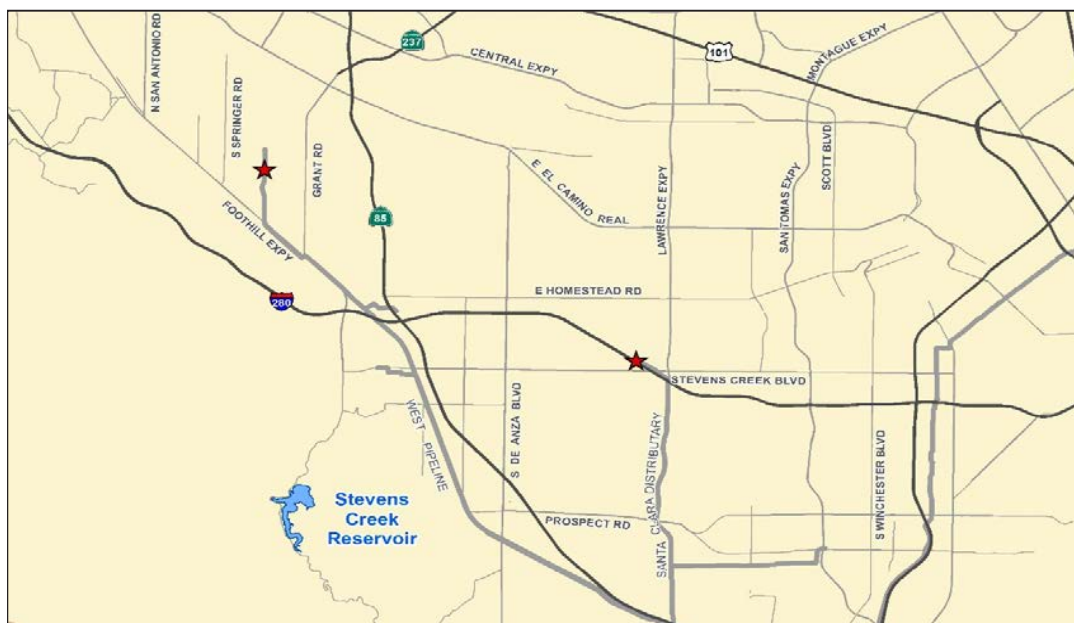 N SAN ANTONIO RD
S SPRINGER RD
237
CENTRAL EXPY
101
MONTAGUE EXPY
GRANT RD
85
FOOTHILL EXPY
E EL CAMINO REAL
LAWRENCE EXPY
SAN TOMAS EXPY
SCOTT BLVD
280
E HOMESTEAD RD
STEVENS CREEK BLVD
WEST PIPELINE
S DE ANZA BLVD
SANTA CLARA DISTRIBUTARY
S WINCHESTER BLVD
Stevens
Creek
Reservoir
PROSPECT RD